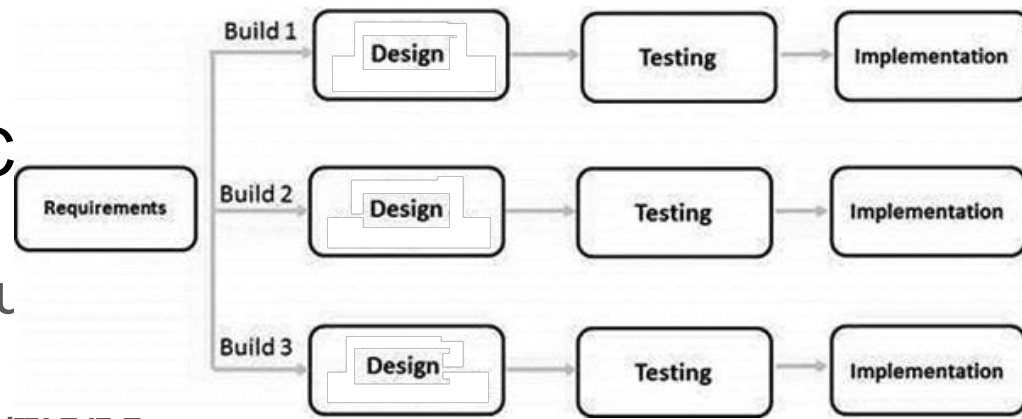 Build 1
Design
Testing
Implementation
Requirements
Build 2
Design
Testing
Implementation
Build 3
Design
Testing
Implementation